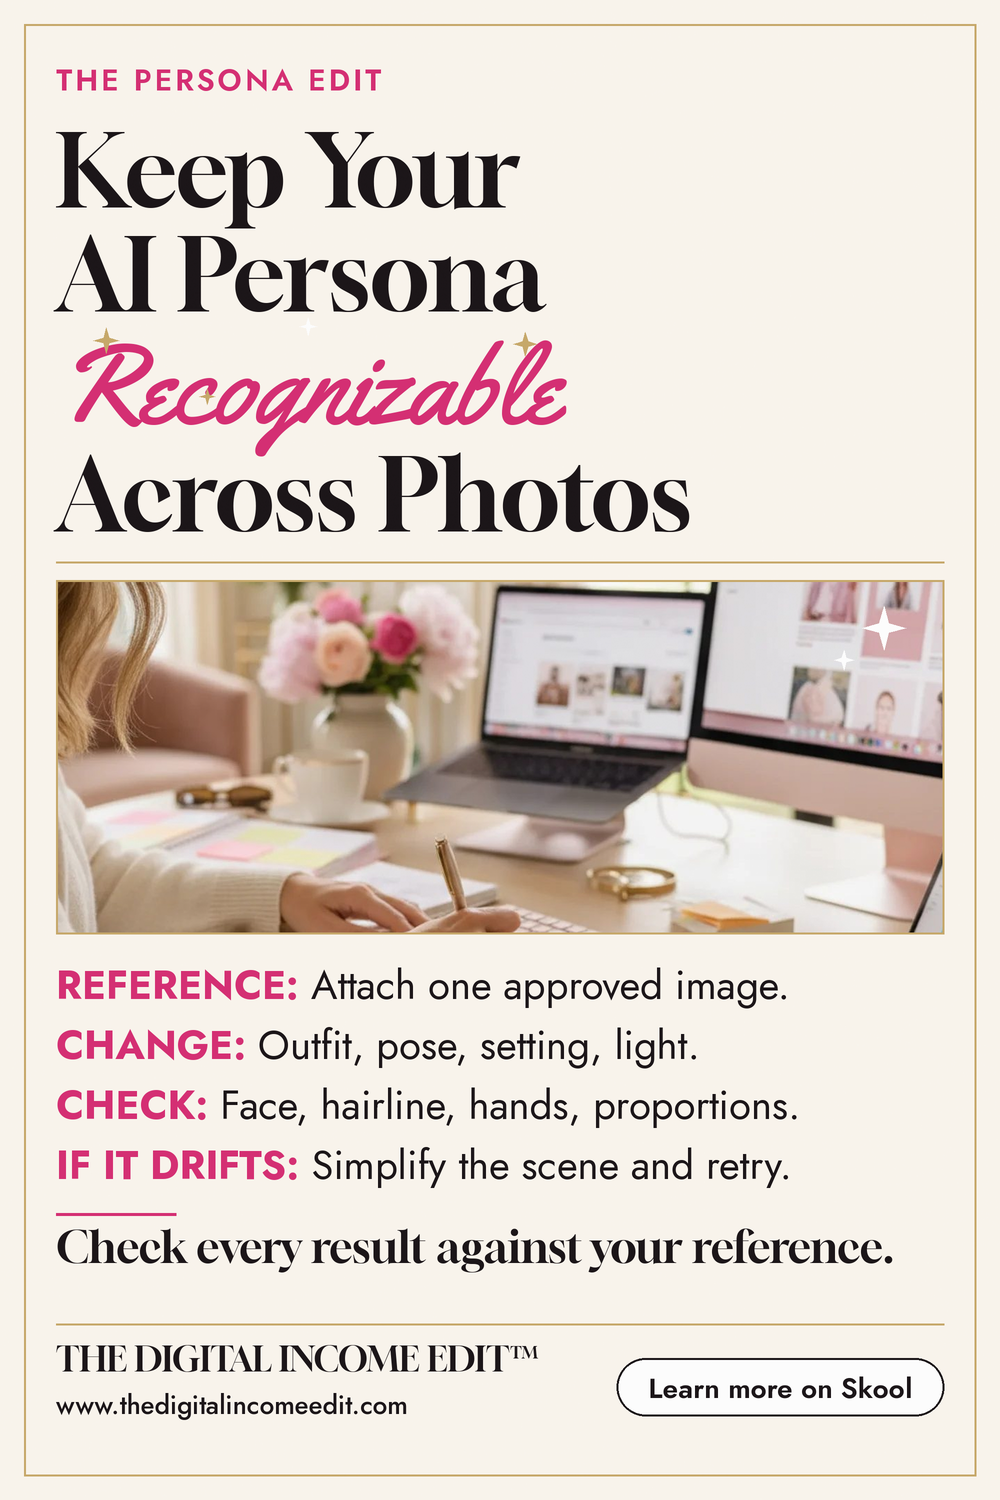 THE PERSONA EDIT
Keep Your
AI Persona
Recognizable
Across Photos
REFERENCE: Attach one approved image.
CHANGE: Outfit, pose, setting, light.
CHECK: Face, hairline, hands, proportions.
IF IT DRIFTS: Simplify the scene and retry.
Check every result against your reference.
THE DIGITAL INCOME EDIT™
www.thedigitalincomeedit.com
Learn more on Skool